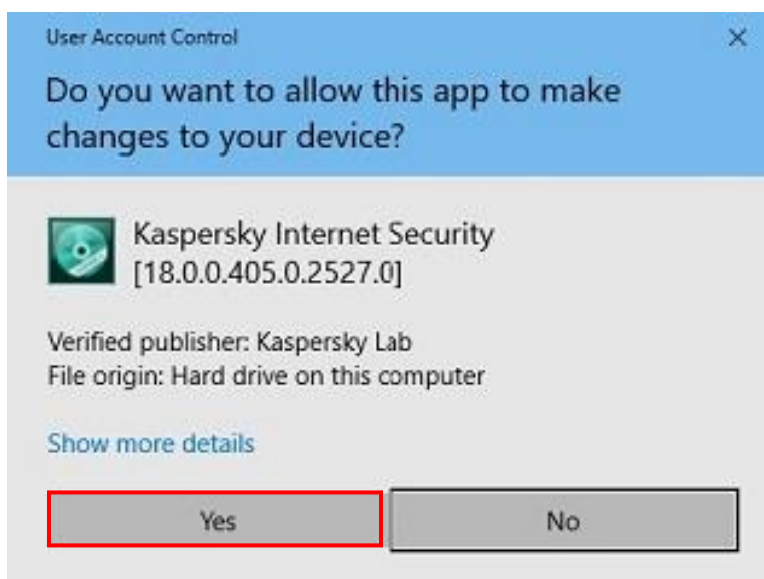 User Account Control
Do you want to allow this app to make
changes to your device?
Kaspersky Internet Security
[18.0.0.405.0.2527.0]
Verified publisher: Kaspersky Lab
File origin: Hard drive on this computer
Show more details
Yes
No